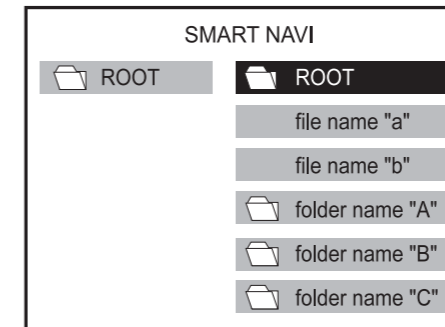 SMART NAVI
ROOT
ROOT
file name "a"
file name "b"
folder name "A"
folder name "B"
folder name "C"